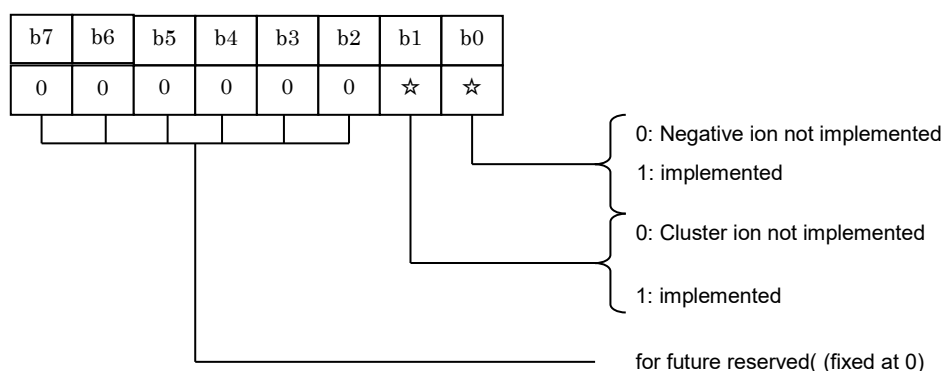 b7 b6 b5 b4 b3 b2 b1 b0
0 0 0 0 0 0 ☆ ☆
0: Negative ion not implemented
1: implemented
0: Cluster ion not implemented
1: implemented
for future reserved( (fixed at 0)